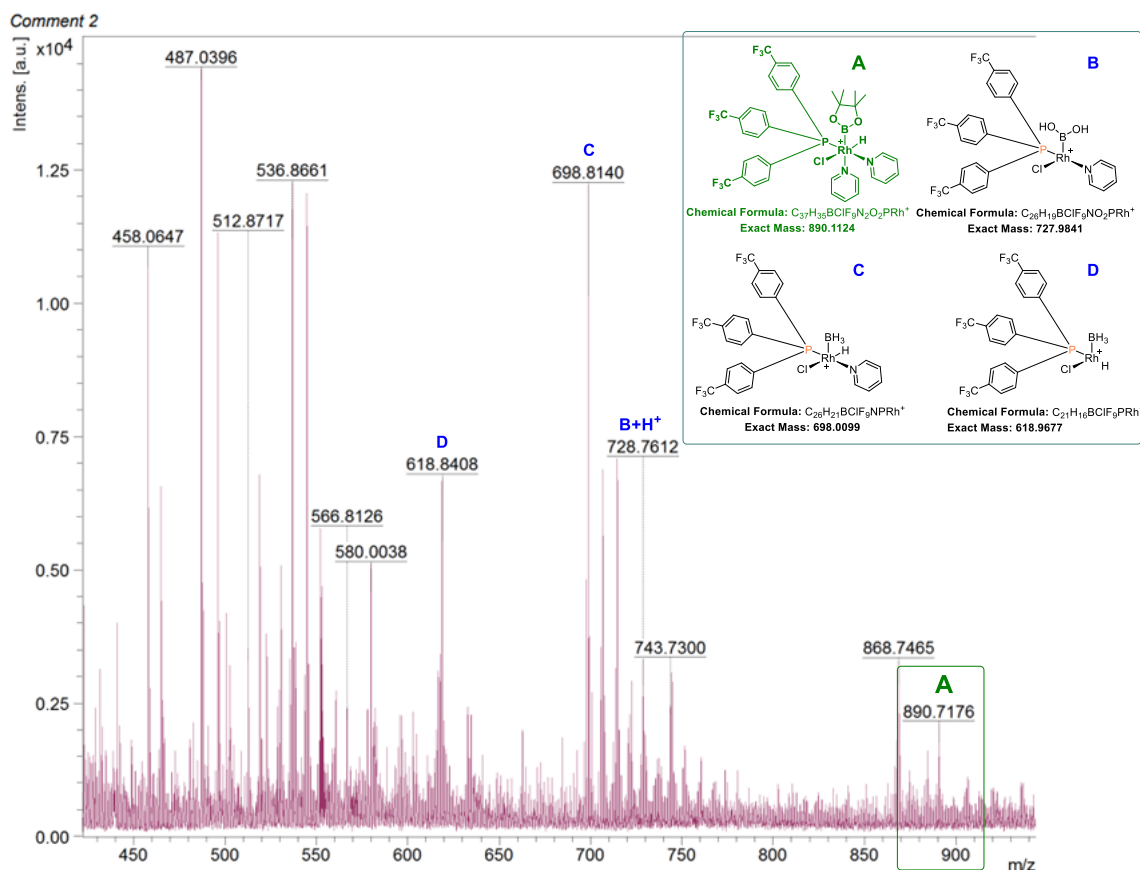 Comment 2
x10⁴
Intens. [a.u.]
1.25
1.00
0.75
0.50
0.25
0.00
450
500
550
600
650
700
750
800
850
900
m/z
458.0647
487.0396
512.8717
536.8661
566.8126
580.0038
D
618.8408
C
698.8140
B+H⁺
728.7612
743.7300
868.7465
A
890.7176
A
F₃C
F₃C
F₃C
O
O
B
P
+
Rh
H
Cl
N
N
Chemical Formula: C₃₇H₃₅BClF₉N₂O₂PRh⁺
Exact Mass: 890.1124
B
F₃C
F₃C
F₃C
HO
OH
B
P
+
Rh
Cl
N
Chemical Formula: C₂₆H₁₉BClF₉NO₂PRh⁺
Exact Mass: 727.9841
C
F₃C
F₃C
F₃C
BH₃
P
H
Rh
+
Cl
N
Chemical Formula: C₂₆H₂₁BClF₉NPRh⁺
Exact Mass: 698.0099
D
F₃C
F₃C
F₃C
BH₃
P
+
Rh
Cl
H
Chemical Formula: C₂₁H₁₆BClF₉PRh
Exact Mass: 618.9677